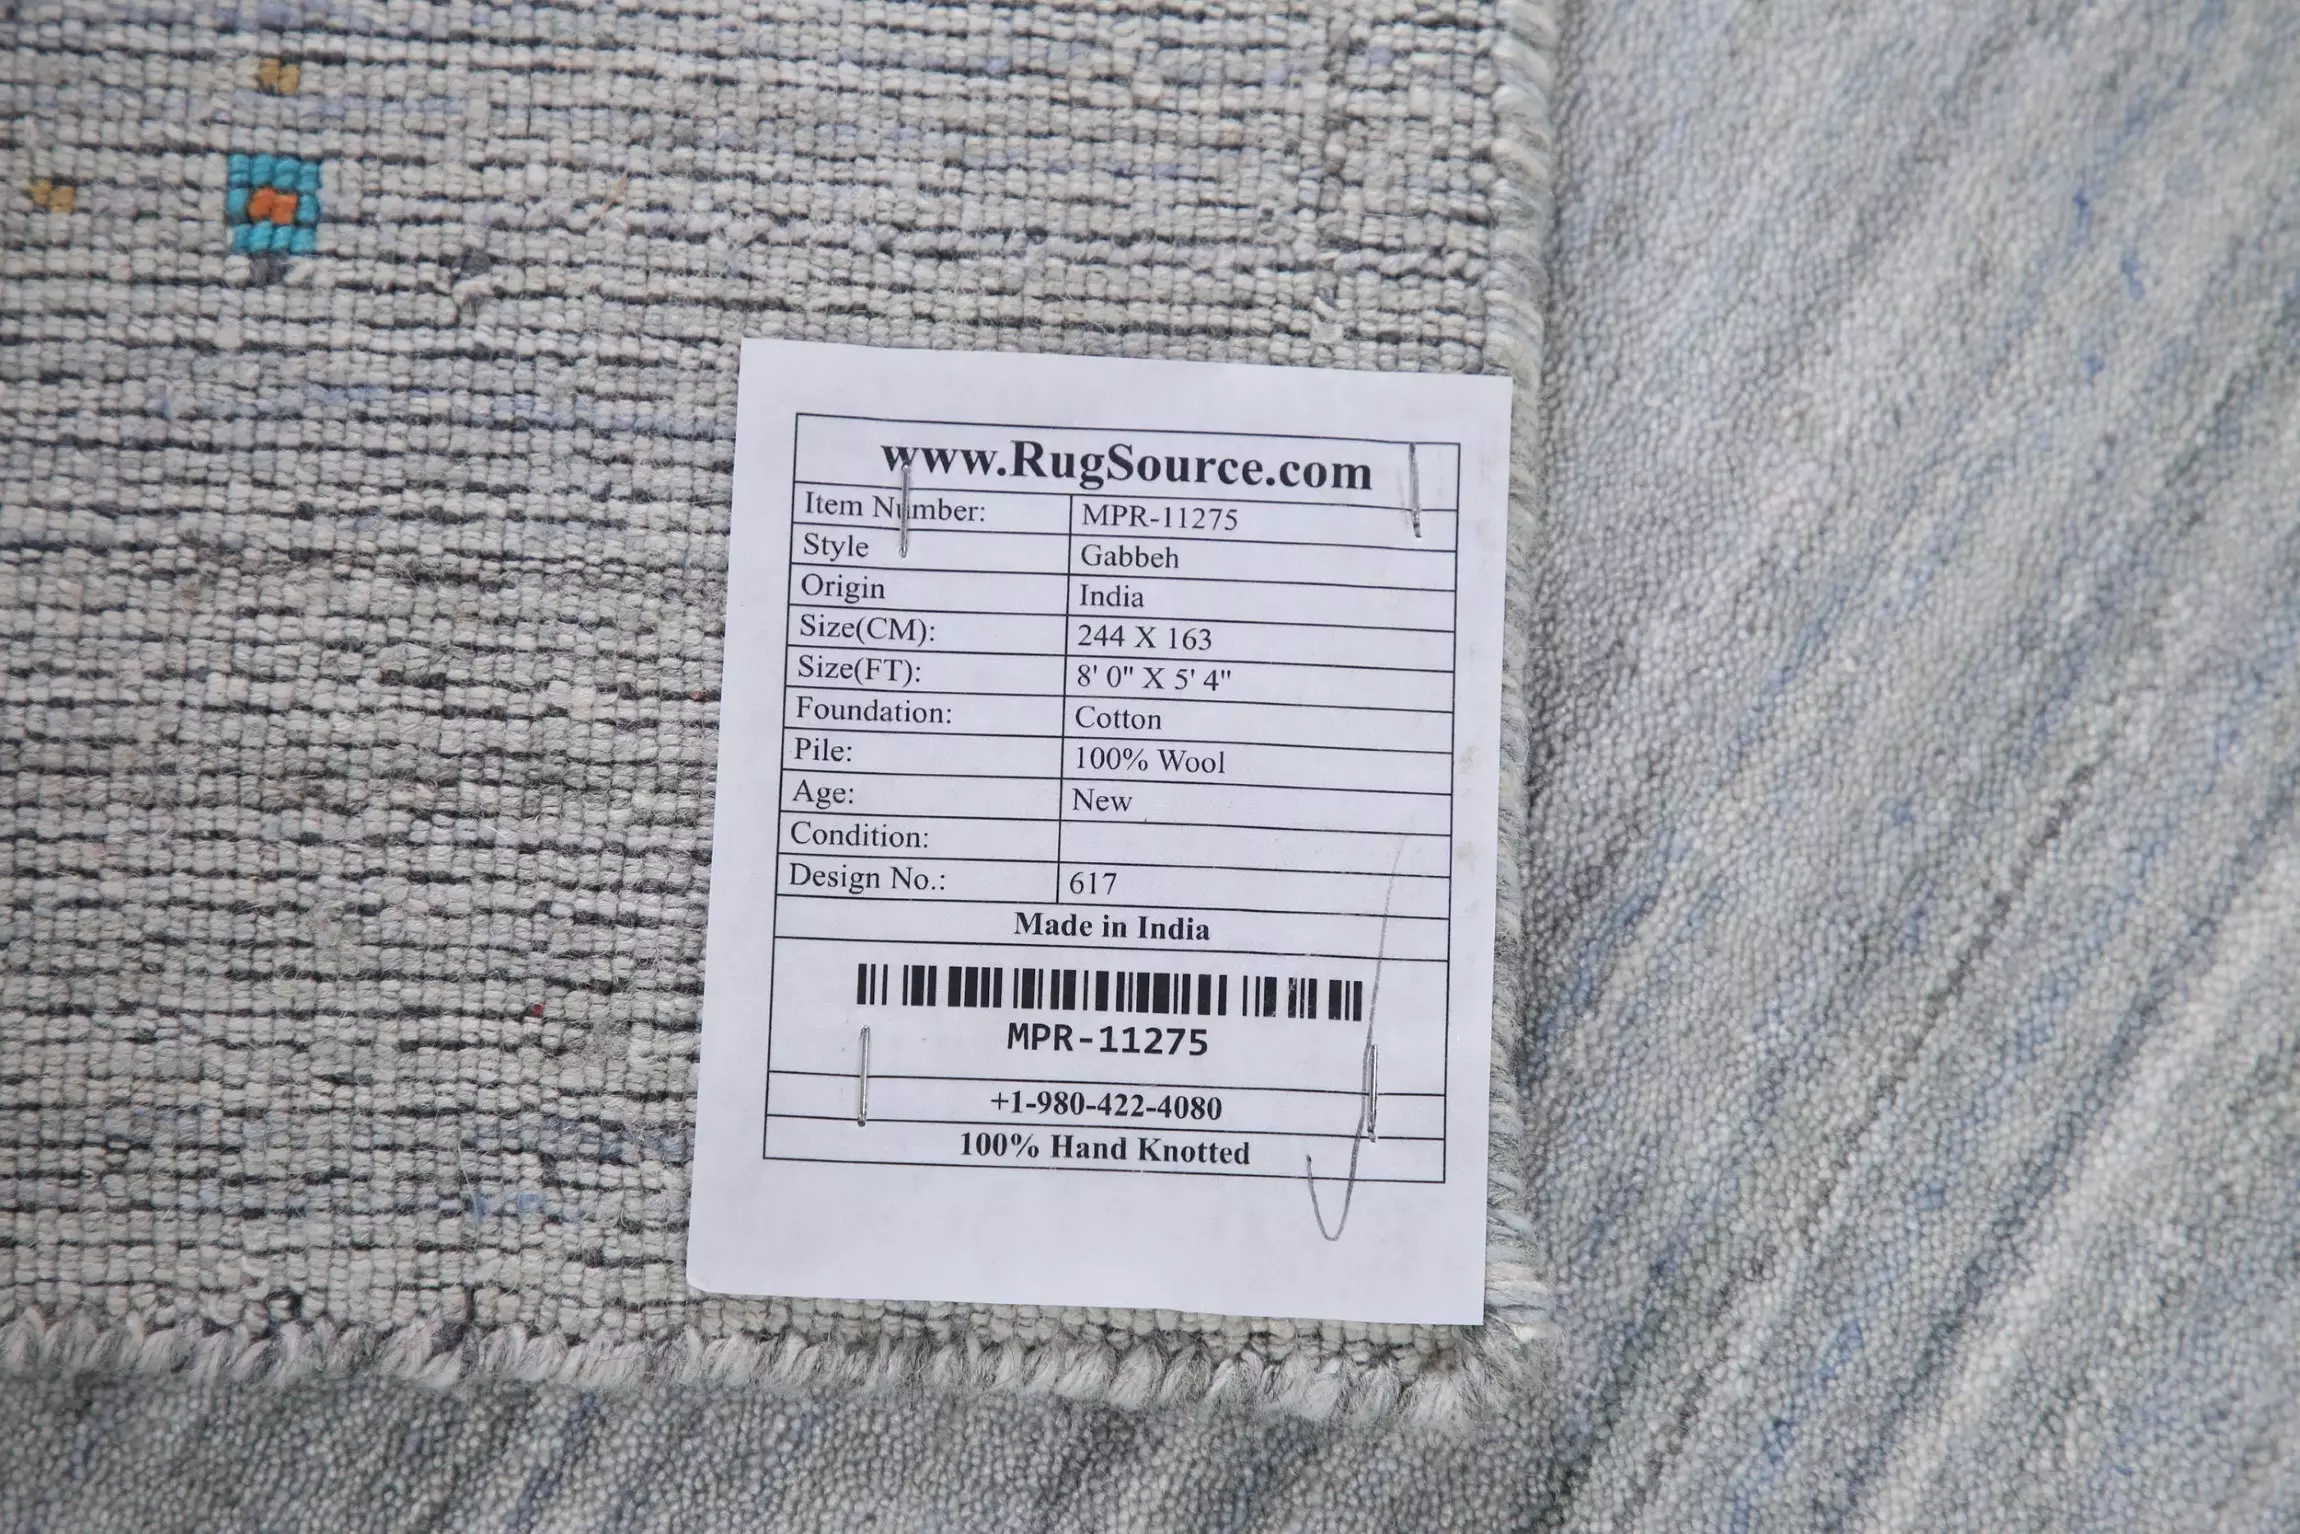 www.RugSource.com
Item Number: MPR-11275
Style Gabbeh
Origin India
Size(CM): 244 X 163
Size(FT): 8' 0" X 5' 4"
Foundation: Cotton
Pile: 100% Wool
Age: New
Condition:
Design No.: 617
Made in India
MPR-11275
+1-980-422-4080
100% Hand Knotted